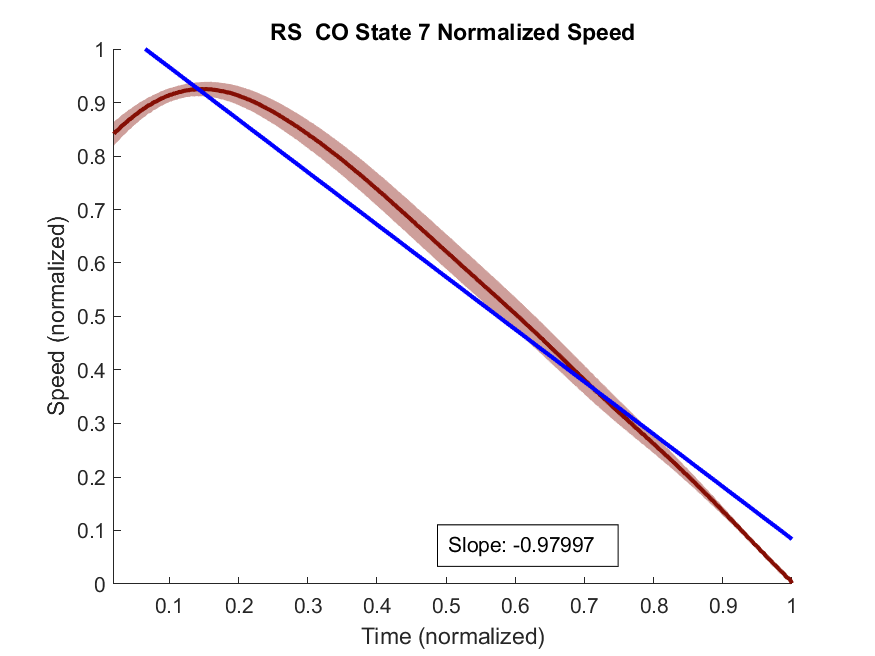 RS  CO State 7 Normalized Speed
1
0.9
0.8
0.7
0.6
0.5
0.4
0.3
0.2
0.1
0
Speed (normalized)
Slope: -0.97997
0.1 0.2 0.3 0.4 0.5 0.6 0.7 0.8 0.9 1
Time (normalized)